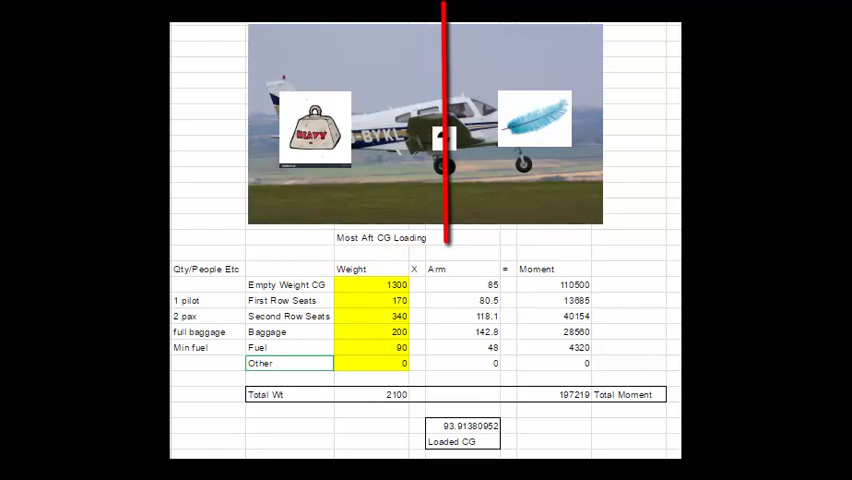 HEAVY
G-BYKL
Most Aft CG Loading
Qty/People Etc Weight X Arm = Moment
Empty Weight CG 1300 85 110500
1 pilot First Row Seats 170 80.5 13685
2 pax Second Row Seats 340 118.1 40154
full baggage Baggage 200 142.8 28560
Min fuel Fuel 90 48 4320
Other 0 0 0
Total Wt 2100 197219 Total Moment
93.91380952
Loaded CG